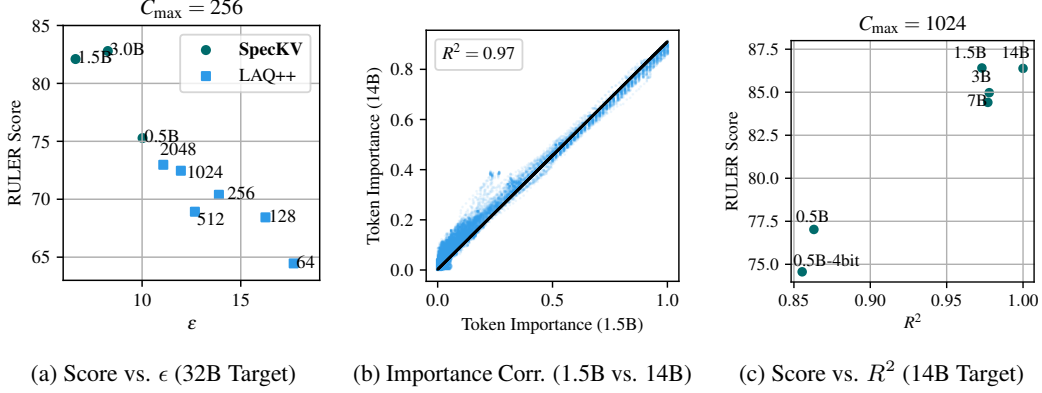 C_max = 256
85
80
75
70
65
RULER Score
1.5B
3.0B
0.5B
2048
1024
512
256
128
64
SpecKV
LAQ++
10
15
ε
R² = 0.97
0.8
0.6
0.4
0.2
0.0
Token Importance (14B)
0.0
0.5
1.0
Token Importance (1.5B)
C_max = 1024
87.5
85.0
82.5
80.0
77.5
75.0
RULER Score
1.5B
14B
3B
7B
0.5B
0.5B-4bit
0.85
0.90
0.95
1.00
R²
(a) Score vs. ϵ (32B Target)
(b) Importance Corr. (1.5B vs. 14B)
(c) Score vs. R² (14B Target)